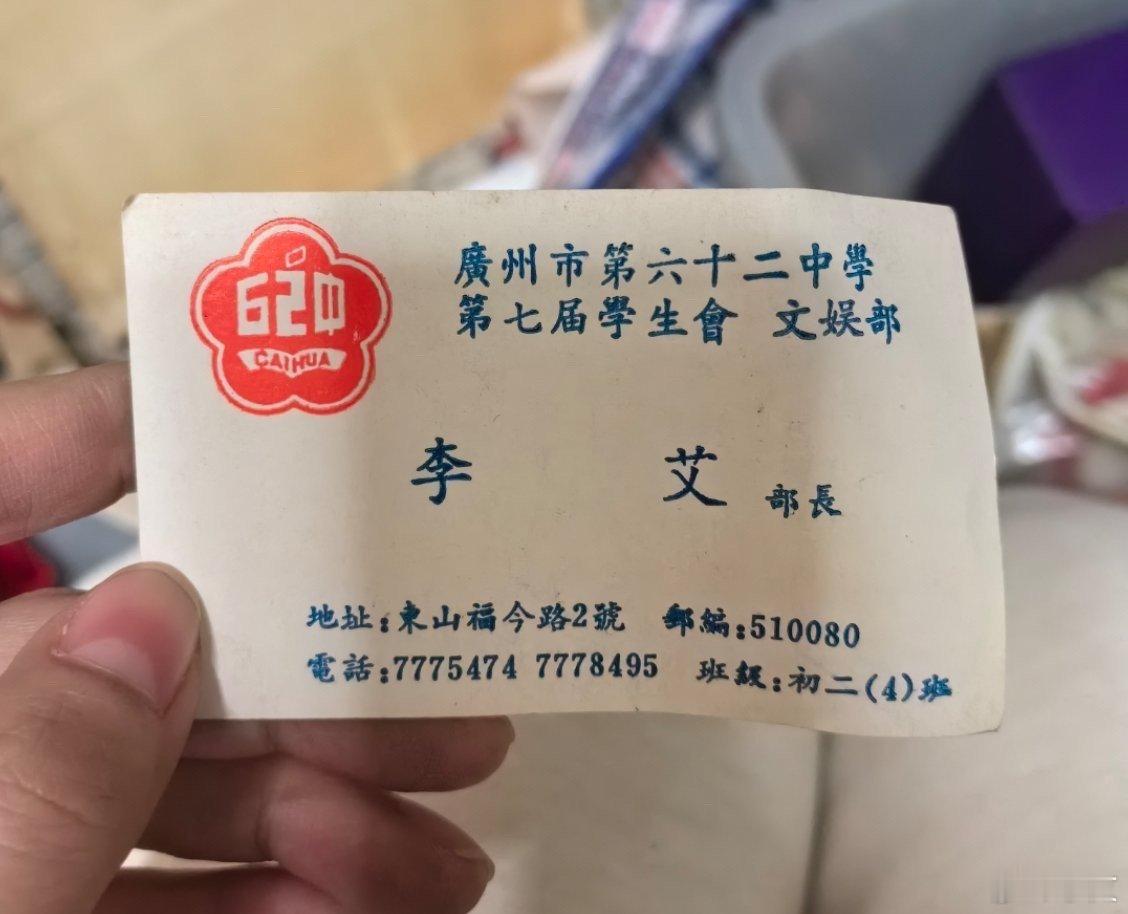 62中
CAIHUA
廣州市第六十二中學
第七届學生會 文娱部
李 艾 部長
地址:東山福今路2號 郵編:510080
電話:7775474 7778495 班級:初二(4)班